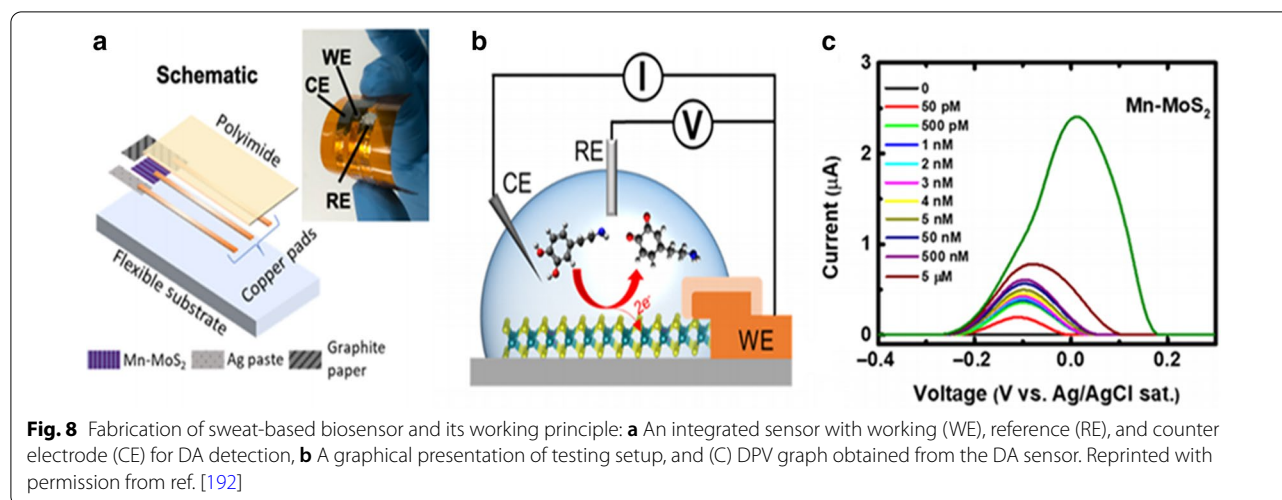 a
Schematic
Polyimide
Copper pads
Flexible substrate
Mn-MoS₂
Ag paste
Graphite
paper
WE
CE
RE
b
I
V
RE
CE
2e⁻
WE
c
Mn-MoS₂
0
50 pM
500 pM
1 nM
2 nM
3 nM
4 nM
5 nM
50 nM
500 nM
5 μM
Current (μA)
3
2
1
0
−0.4
−0.2
0.0
0.2
Voltage (V vs. Ag/AgCl sat.)
Fig. 8 Fabrication of sweat-based biosensor and its working principle: a An integrated sensor with working (WE), reference (RE), and counter
electrode (CE) for DA detection, b A graphical presentation of testing setup, and (C) DPV graph obtained from the DA sensor. Reprinted with
permission from ref. [192]